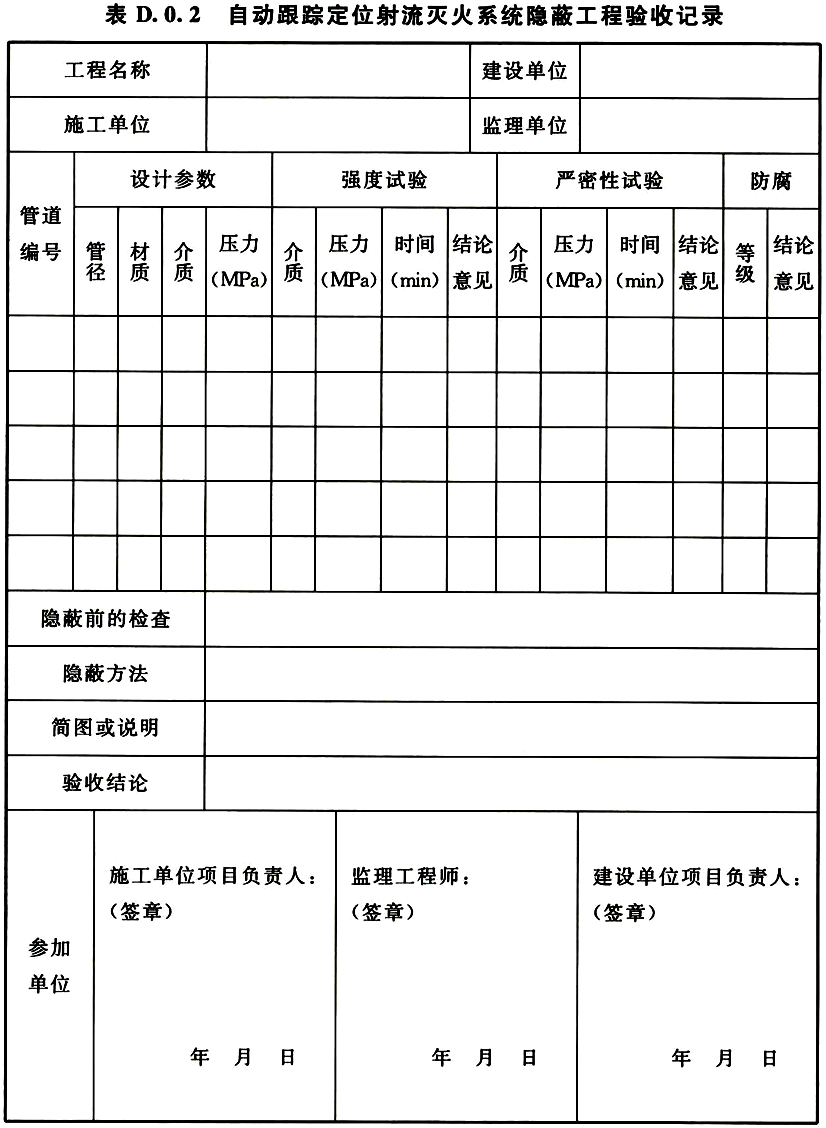 表 D.0.2 自动跟踪定位射流灭火系统隐蔽工程验收记录
工程名称 建设单位
施工单位 监理单位
管道编号 设计参数 强度试验 严密性试验 防腐
管径 材质 介质 压力(MPa) 介质 压力(MPa) 时间(min) 结论意见 介质 压力(MPa) 时间(min) 结论意见 等级 结论意见
隐蔽前的检查
隐蔽方法
简图或说明
验收结论
参加单位
施工单位项目负责人：
（签章）
年 月 日
监理工程师：
（签章）
年 月 日
建设单位项目负责人：
（签章）
年 月 日